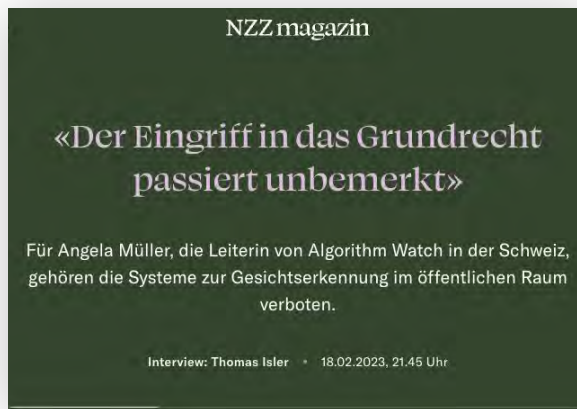 NZZ magazin
«Der Eingriff in das Grundrecht
passiert unbemerkt»
Für Angela Müller, die Leiterin von Algorithm Watch in der Schweiz,
gehören die Systeme zur Gesichtserkennung im öffentlichen Raum
verboten.
Interview: Thomas Isler • 18.02.2023, 21.45 Uhr